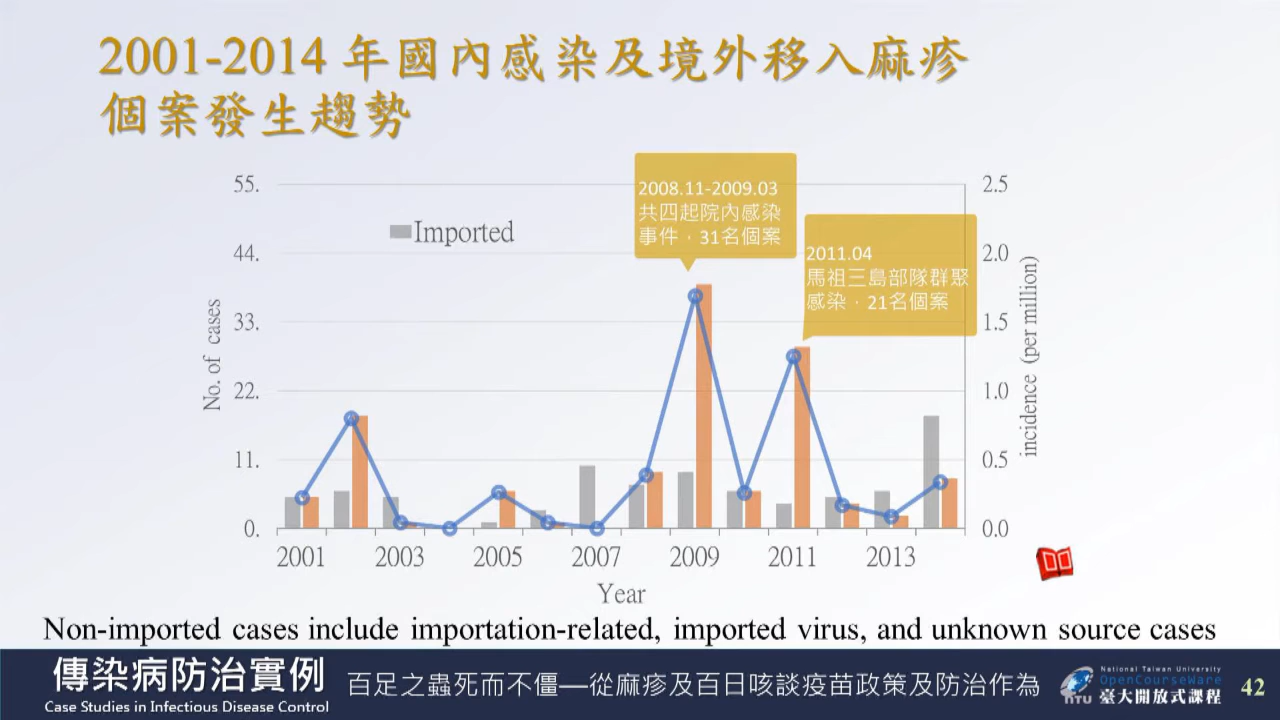 2001-2014 年國內感染及境外移入麻疹
個案發生趨勢
2008.11-2009.03
共四起院內感染
事件，31名個案
2011.04
馬祖三島部隊群聚
感染，21名個案
Imported
55.
44.
33.
22.
11.
0.
No. of cases
2.5
2.0
1.5
1.0
0.5
0.0
incidence (per million)
2001 2003 2005 2007 2009 2011 2013
Year
Non-imported cases include importation-related, imported virus, and unknown source cases
傳染病防治實例
Case Studies in Infectious Disease Control
百足之蟲死而不僵—從麻疹及百日咳談疫苗政策及防治作為
NTU
National Taiwan University
OpenCourseWare
臺大開放式課程
42